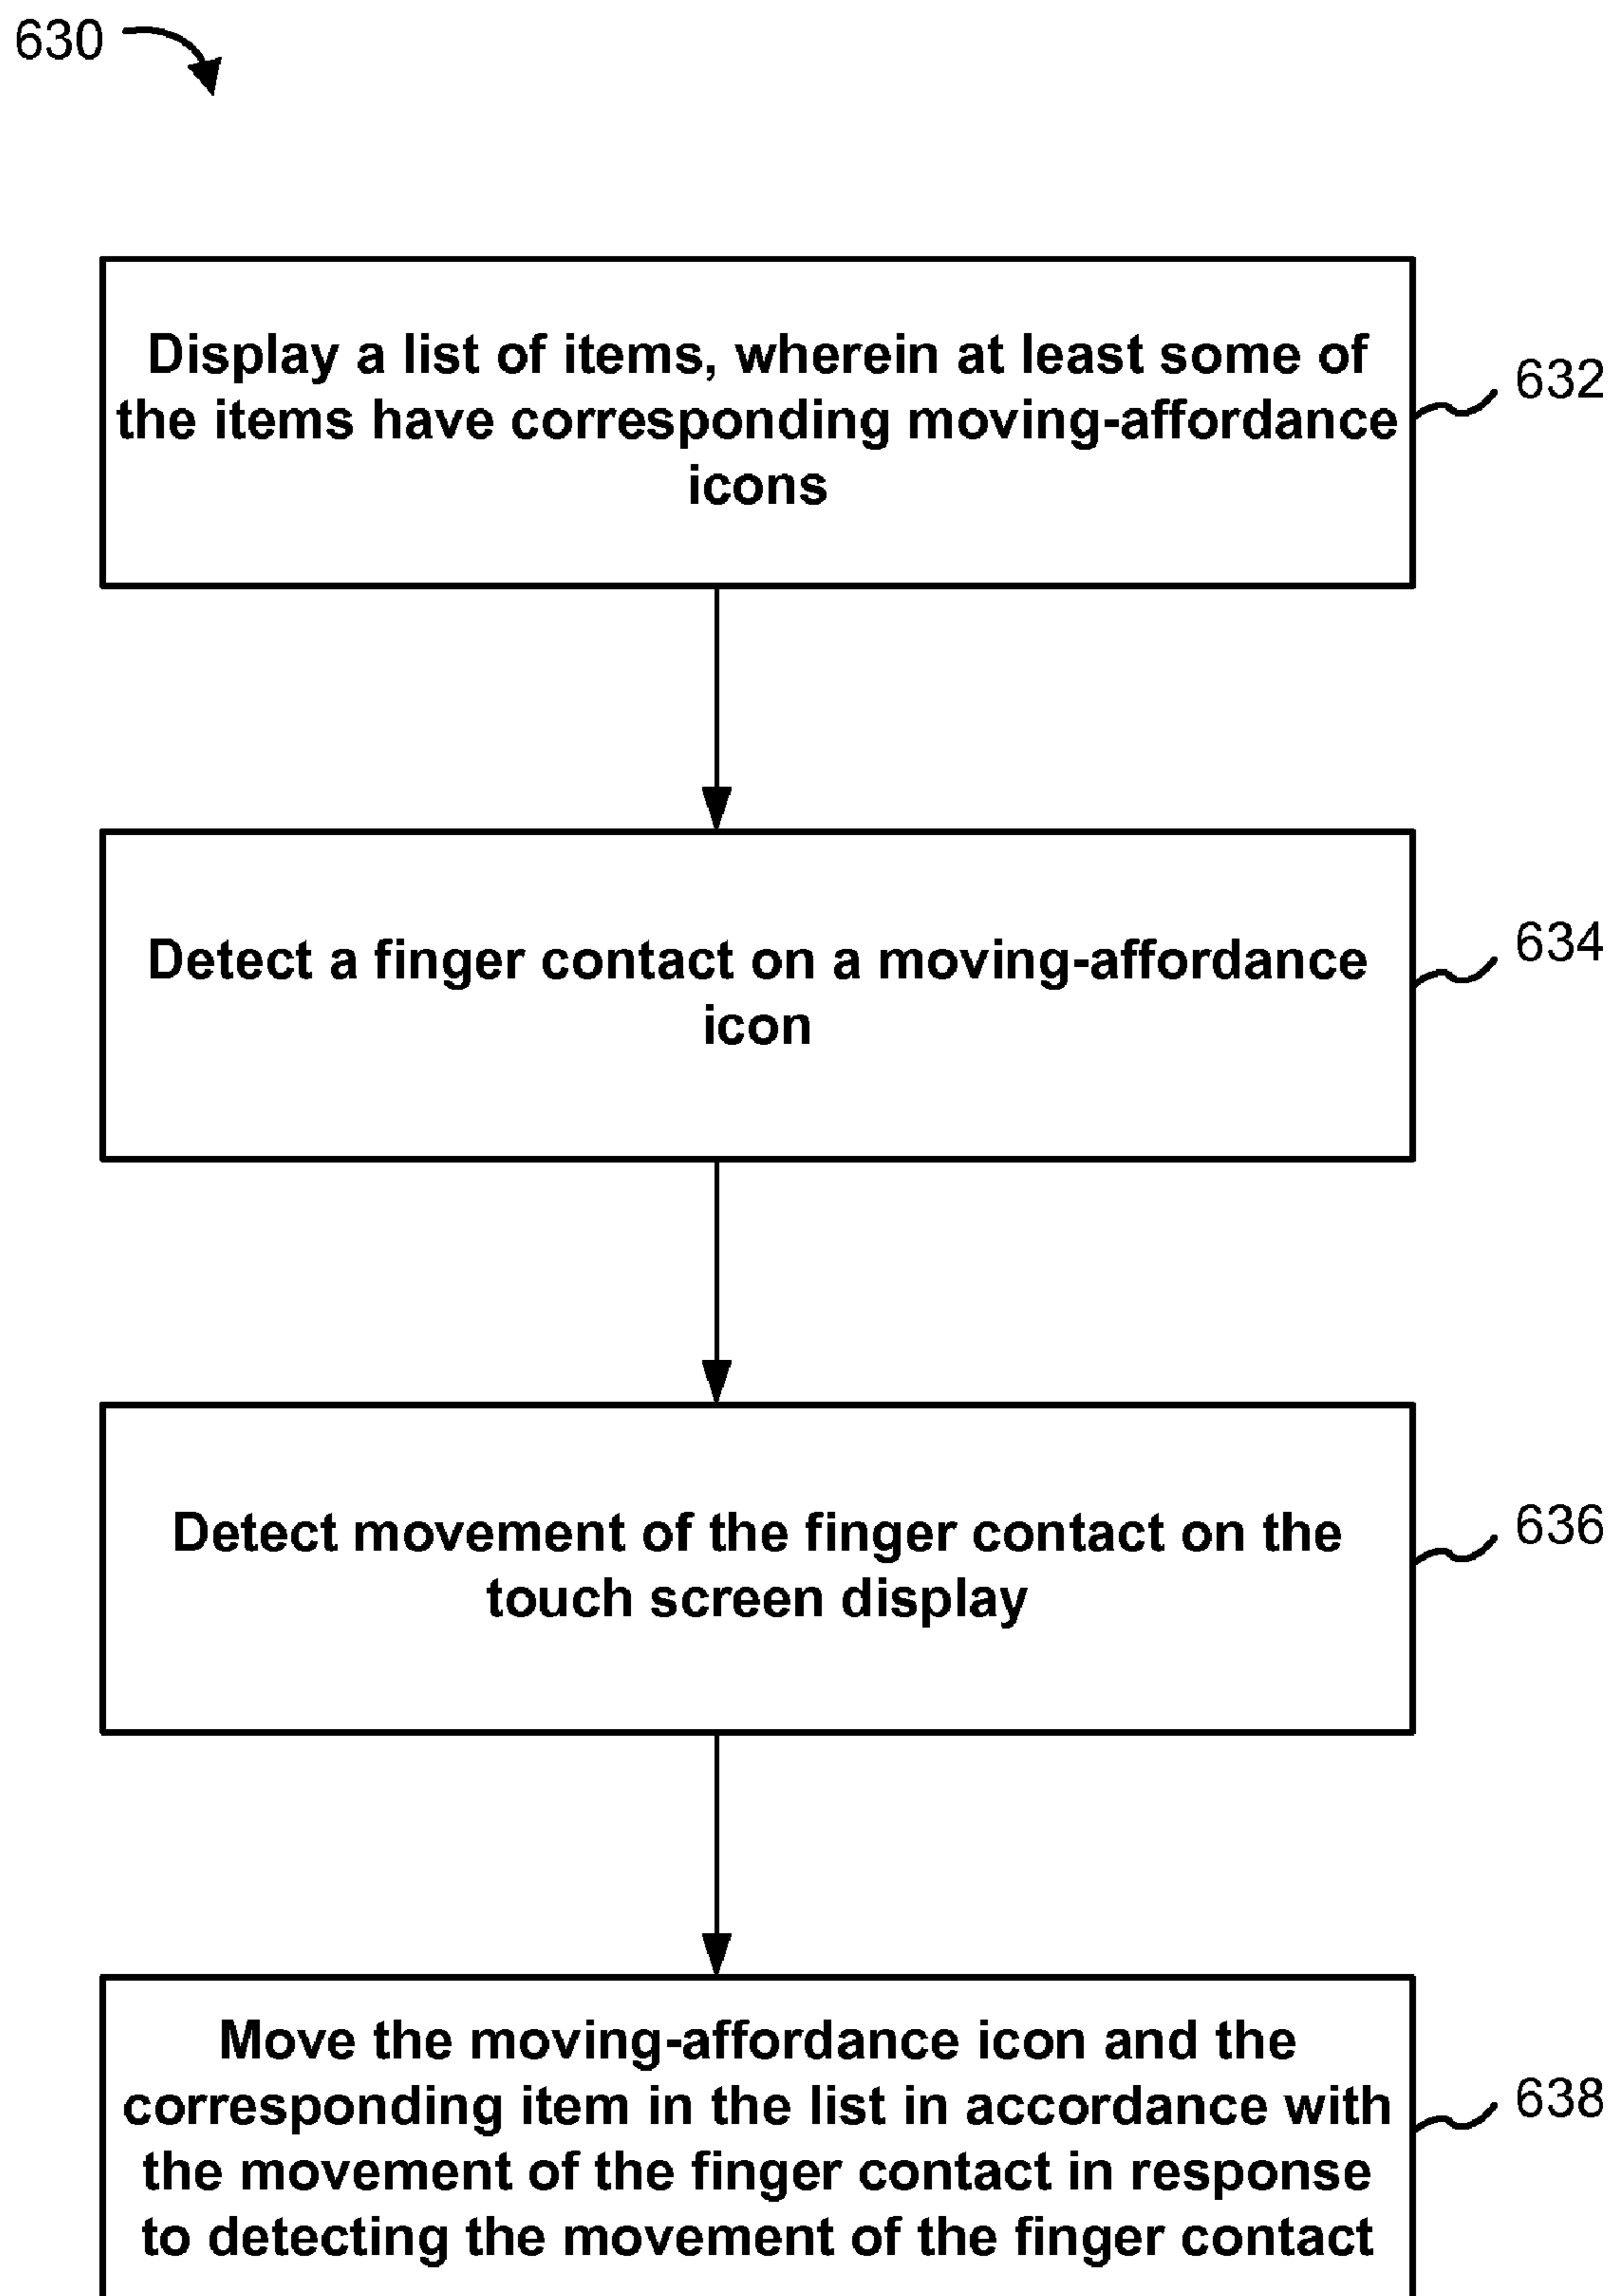 630
Display a list of items, wherein at least some of
the items have corresponding moving-affordance
icons
632
Detect a finger contact on a moving-affordance
icon
634
Detect movement of the finger contact on the
touch screen display
636
Move the moving-affordance icon and the
corresponding item in the list in accordance with
the movement of the finger contact in response
to detecting the movement of the finger contact
638